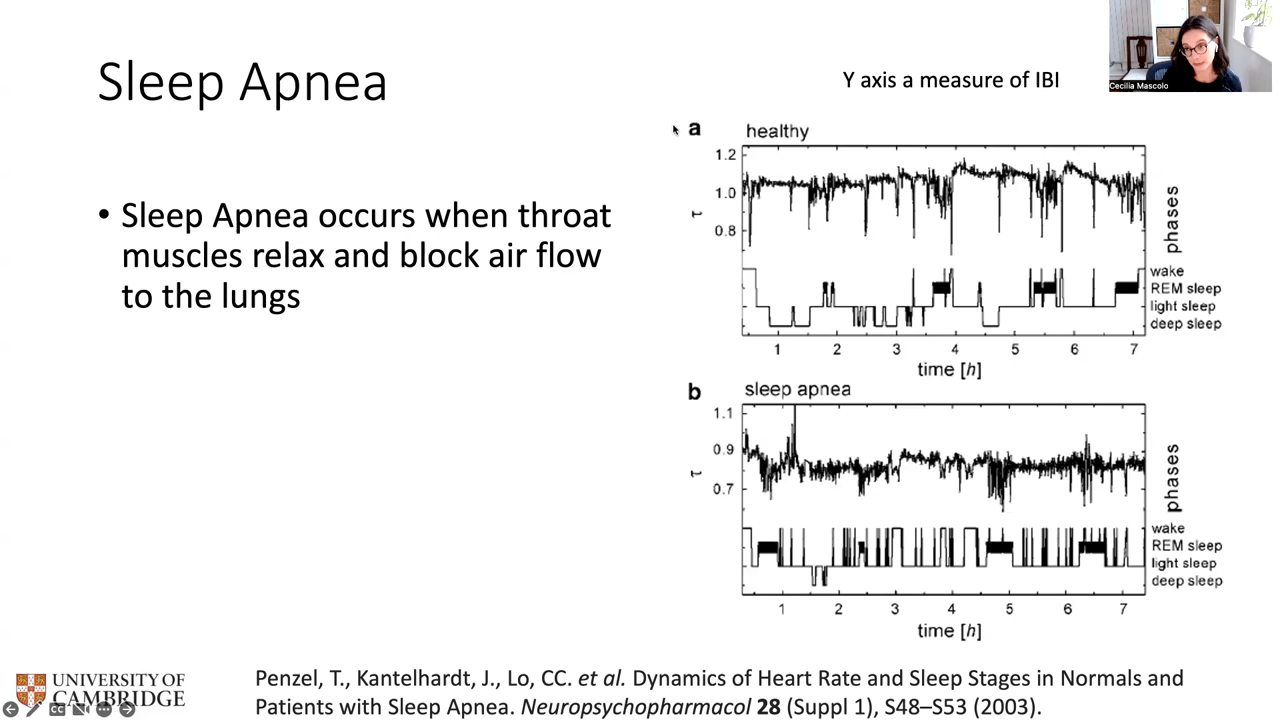 Sleep Apnea
Y axis a measure of IBI
Cecilia Mascolo
• Sleep Apnea occurs when throat
muscles relax and block air flow
to the lungs
a healthy
1.2
1.0
0.8
τ
phases
wake
REM sleep
light sleep
deep sleep
1 2 3 4 5 6 7
time [h]
b sleep apnea
1.1
0.9
0.7
τ
phases
wake
REM sleep
light sleep
deep sleep
1 2 3 4 5 6 7
time [h]
UNIVERSITY OF
CAMBRIDGE
Penzel, T., Kantelhardt, J., Lo, CC. et al. Dynamics of Heart Rate and Sleep Stages in Normals and
Patients with Sleep Apnea. Neuropsychopharmacol 28 (Suppl 1), S48–S53 (2003).